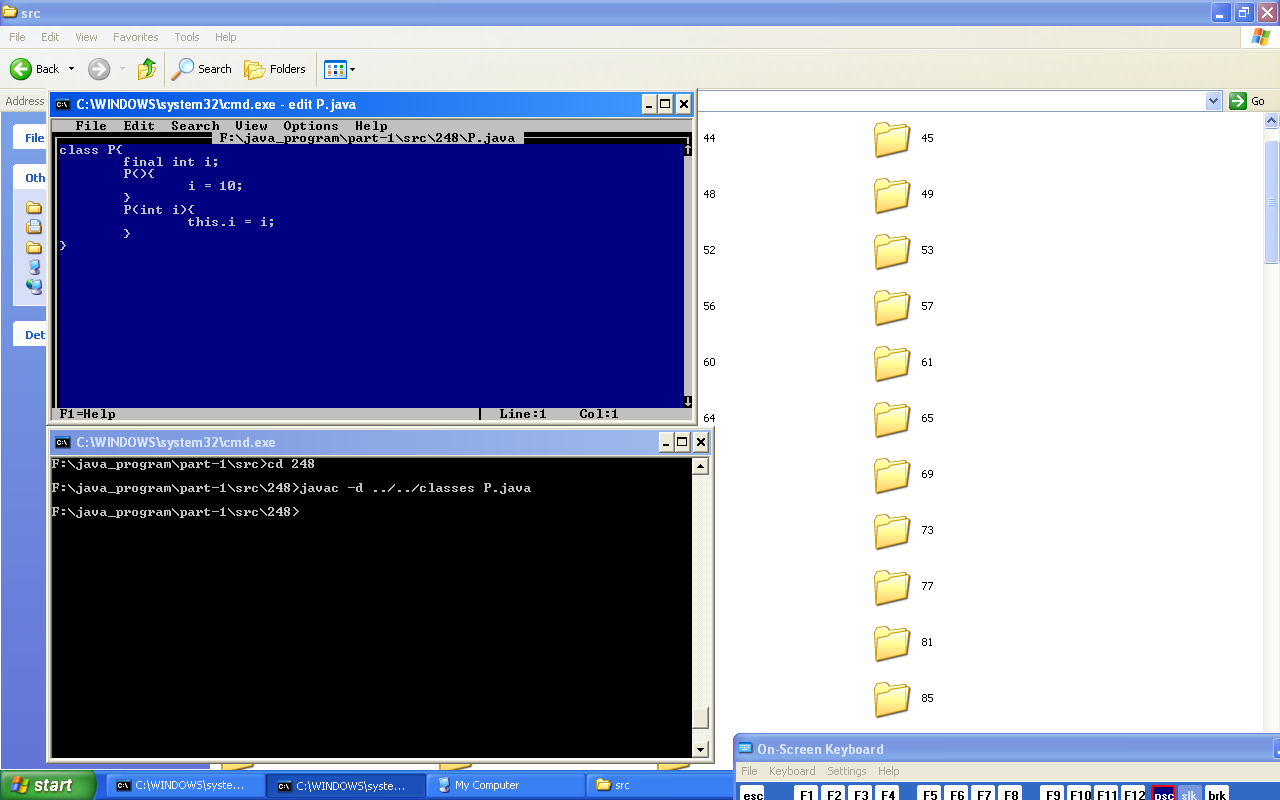 src
File Edit View Favorites Tools Help
Back Search Folders
Address Go
C:\WINDOWS\system32\cmd.exe - edit P.java
File Edit Search View Options Help
F:\java_program\part-1\src\248\P.java
class P{
final int i;
P(){
i = 10;
}
P(int i){
this.i = i;
}
}
F1=Help Line:1 Col:1
File
Oth
Det
44 45
48 49
52 53
56 57
60 61
64 65
69
73
77
81
85
C:\WINDOWS\system32\cmd.exe
F:\java_program\part-1\src>cd 248
F:\java_program\part-1\src\248>javac -d ../../classes P.java
F:\java_program\part-1\src\248>
On-Screen Keyboard
File Keyboard Settings Help
esc F1 F2 F3 F4 F5 F6 F7 F8 F9 F10 F11 F12 psc slk brk
start C:\WINDOWS\syste... C:\WINDOWS\syste... My Computer src